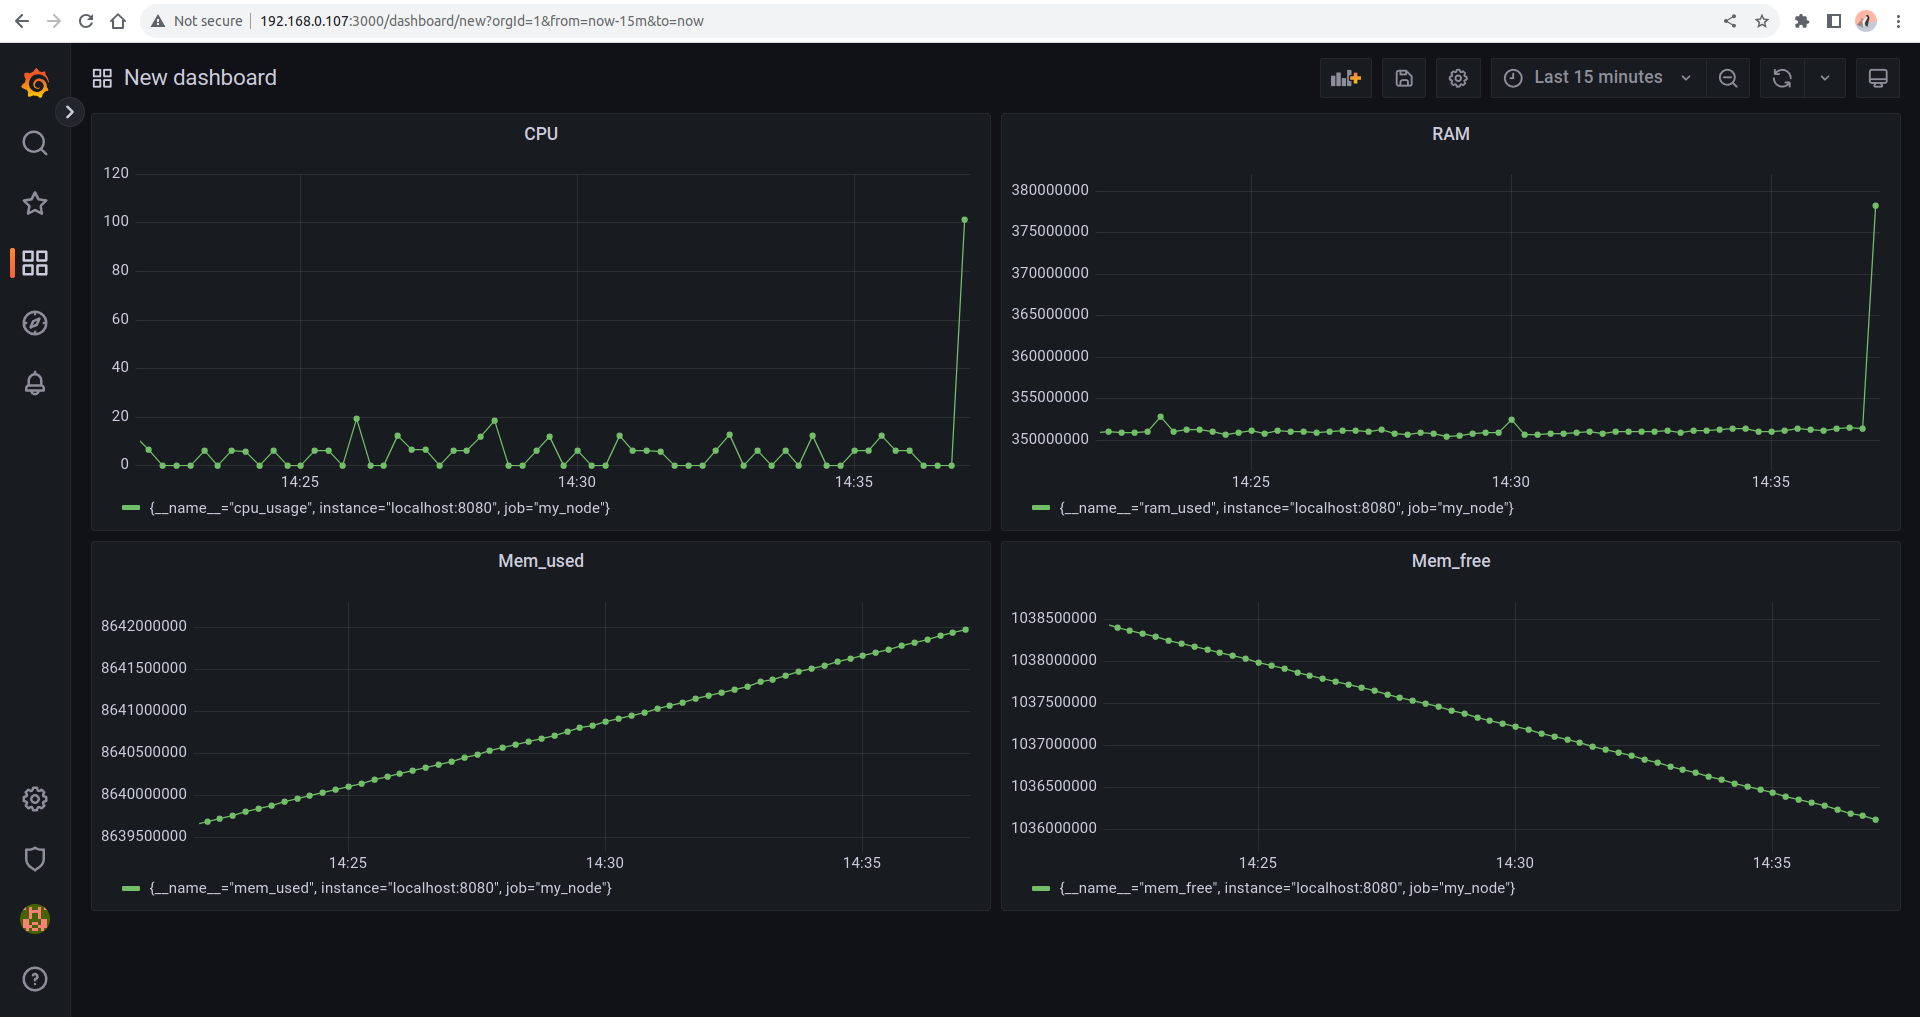 Not secure 192.168.0.107:3000/dashboard/new?orgId=1&from=now-15m&to=now
New dashboard
Last 15 minutes
CPU
120
100
80
60
40
20
0
14:25 14:30 14:35
{__name__="cpu_usage", instance="localhost:8080", job="my_node"}
RAM
380000000
375000000
370000000
365000000
360000000
355000000
350000000
14:25 14:30 14:35
{__name__="ram_used", instance="localhost:8080", job="my_node"}
Mem_used
8642000000
8641500000
8641000000
8640500000
8640000000
8639500000
14:25 14:30 14:35
{__name__="mem_used", instance="localhost:8080", job="my_node"}
Mem_free
1038500000
1038000000
1037500000
1037000000
1036500000
1036000000
14:25 14:30 14:35
{__name__="mem_free", instance="localhost:8080", job="my_node"}